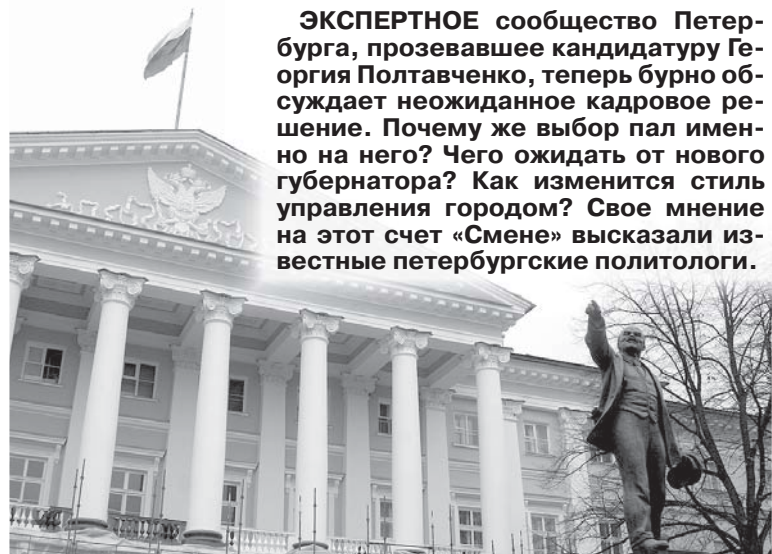 ЭКСПЕРТНОЕ сообщество Петер-
бурга, прозевавшее кандидатуру Ге-
оргия Полтавченко, теперь бурно об-
суждает неожиданное кадровое ре-
шение. Почему же выбор пал имен-
но на него? Чего ожидать от нового
губернатора? Как изменится стиль
управления городом? Свое мнение
на этот счет «Смене» высказали из-
вестные петербургские политологи.